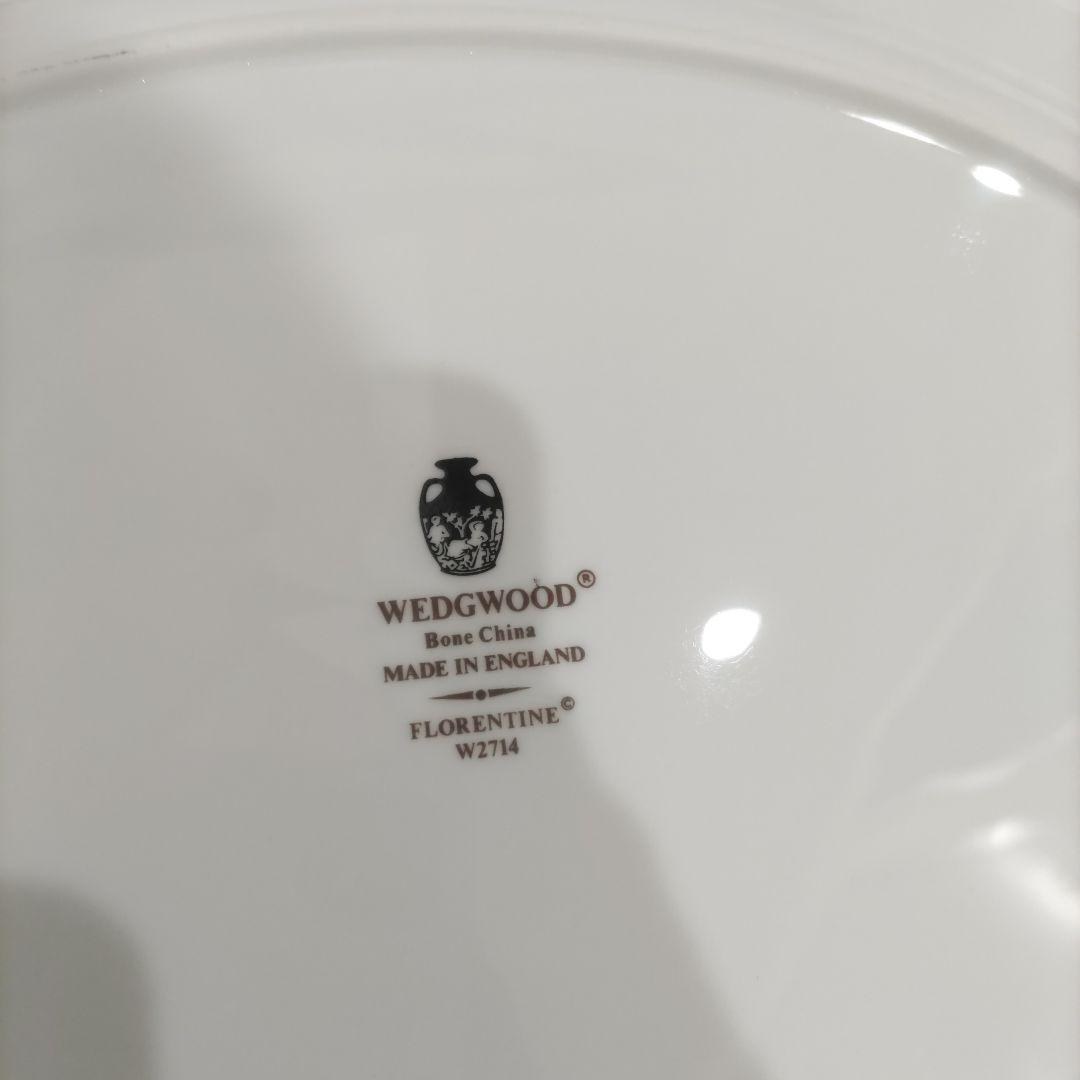 WEDGWOOD®
Bone China
MADE IN ENGLAND
FLORENTINE©
W2714